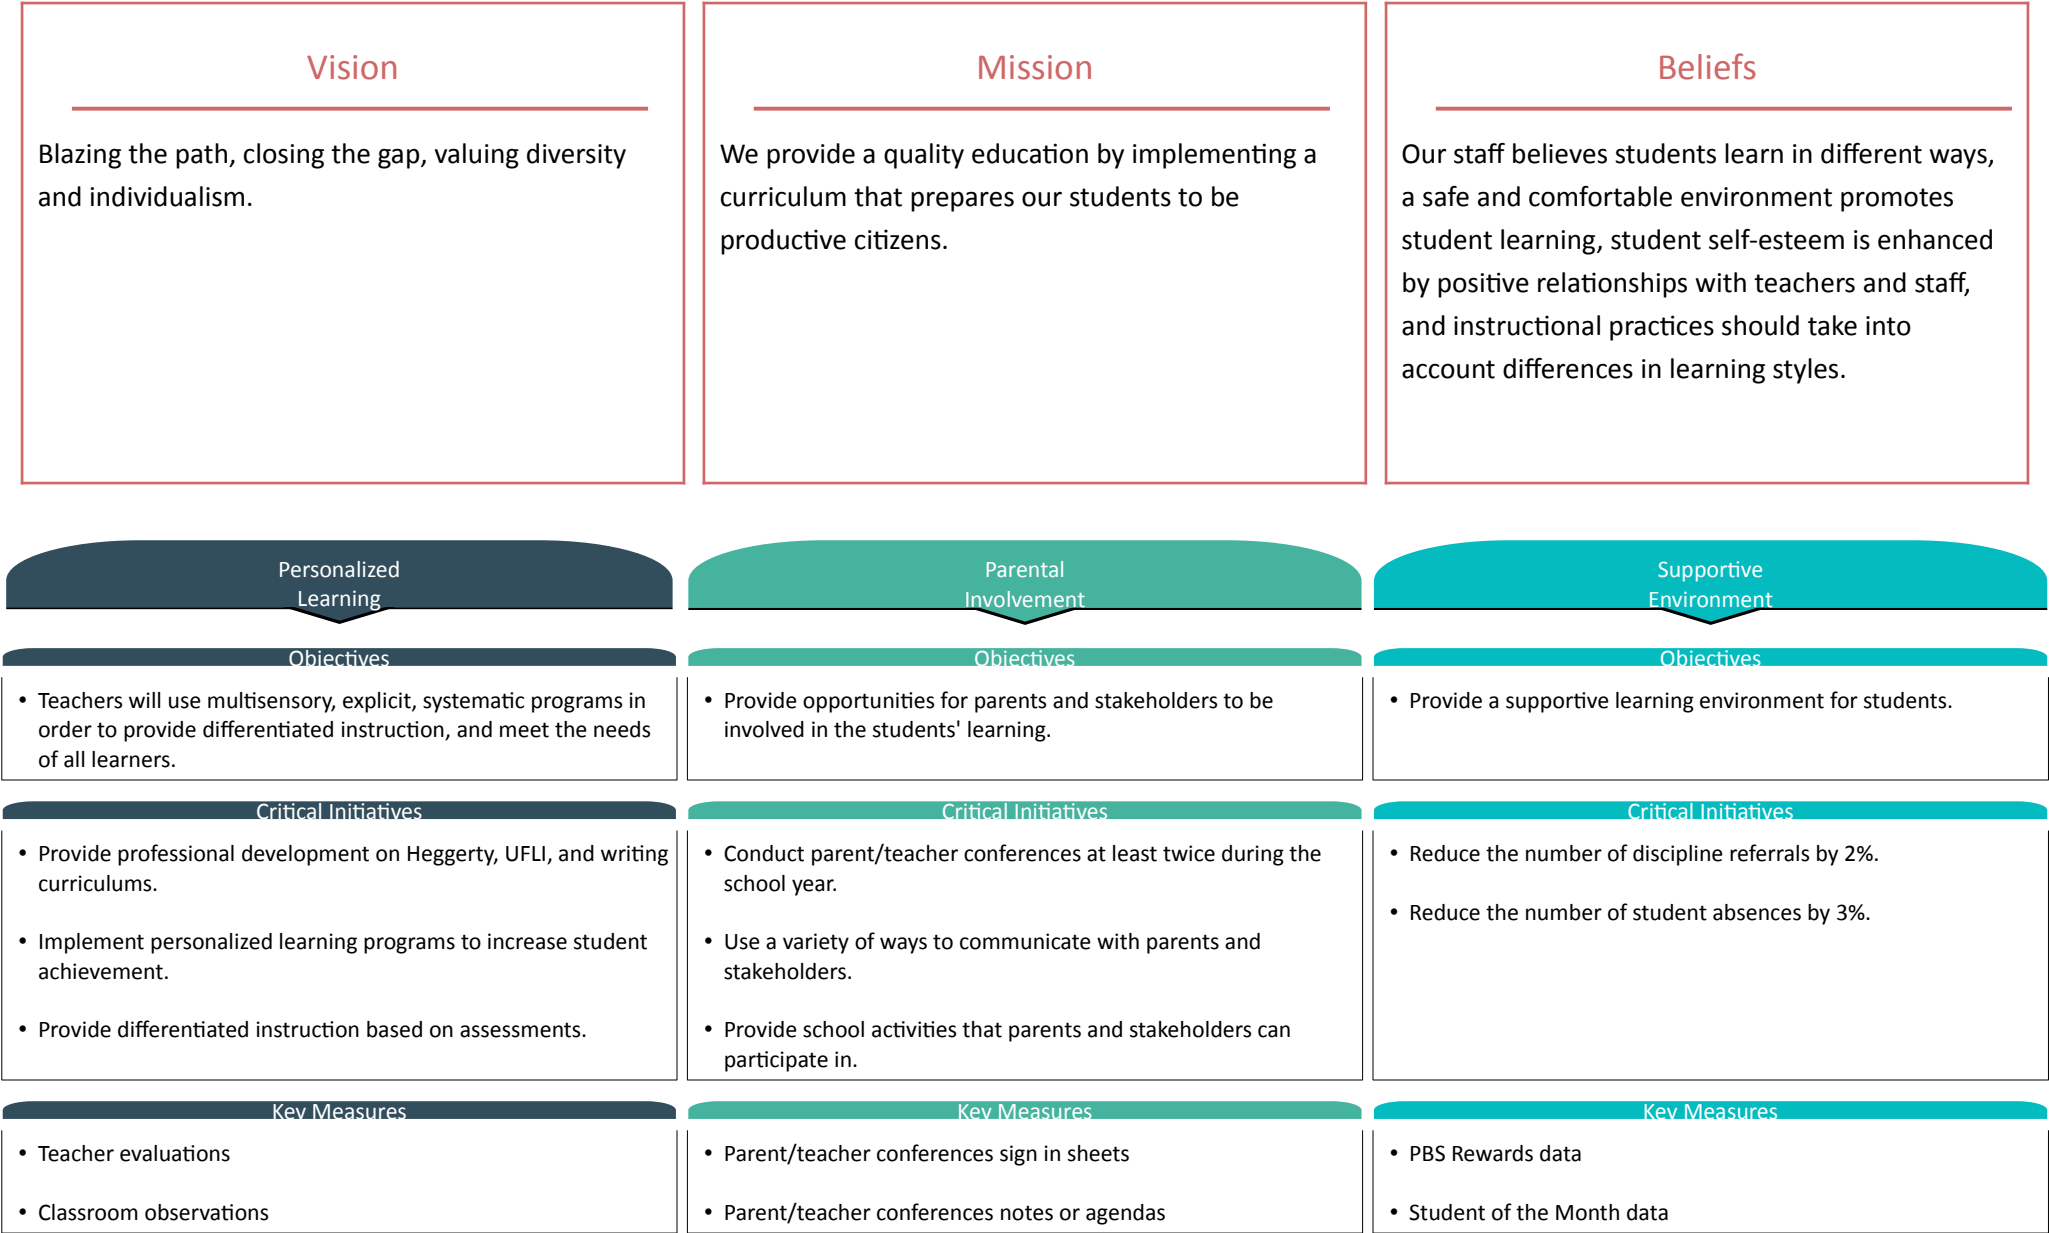 Vision
Blazing the path, closing the gap, valuing diversity
and individualism.
Mission
We provide a quality education by implementing a
curriculum that prepares our students to be
productive citizens.
Beliefs
Our staff believes students learn in different ways,
a safe and comfortable environment promotes
student learning, student self-esteem is enhanced
by positive relationships with teachers and staff,
and instructional practices should take into
account differences in learning styles.
Personalized
Learning
Objectives
• Teachers will use multisensory, explicit, systematic programs in
order to provide differentiated instruction, and meet the needs
of all learners.
Critical Initiatives
• Provide professional development on Heggerty, UFLI, and writing
curriculums.
• Implement personalized learning programs to increase student
achievement.
• Provide differentiated instruction based on assessments.
Key Measures
• Teacher evaluations
• Classroom observations
Parental
Involvement
Objectives
• Provide opportunities for parents and stakeholders to be
involved in the students' learning.
Critical Initiatives
• Conduct parent/teacher conferences at least twice during the
school year.
• Use a variety of ways to communicate with parents and
stakeholders.
• Provide school activities that parents and stakeholders can
participate in.
Key Measures
• Parent/teacher conferences sign in sheets
• Parent/teacher conferences notes or agendas
Supportive
Environment
Objectives
• Provide a supportive learning environment for students.
Critical Initiatives
• Reduce the number of discipline referrals by 2%.
• Reduce the number of student absences by 3%.
Key Measures
• PBS Rewards data
• Student of the Month data